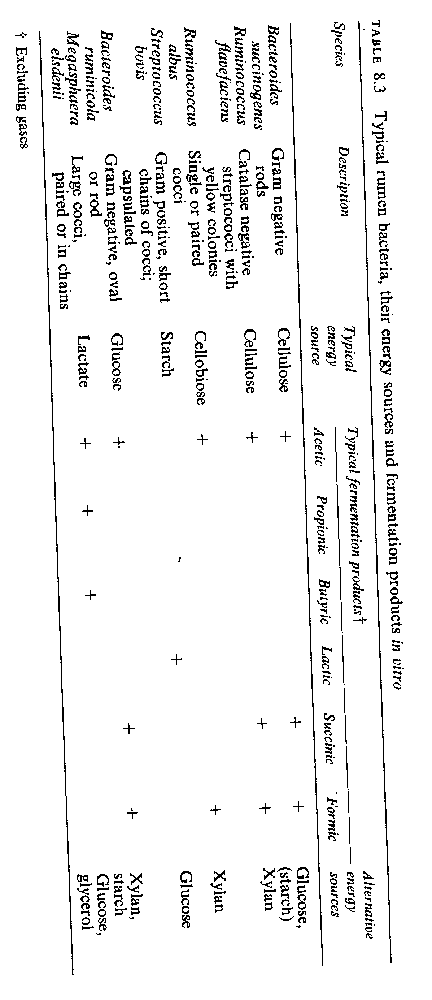 TABLE 8.3 Typical rumen bacteria, their energy sources and fermentation products in vitro
Species Description Typical energy source Typical fermentation products† Alternative energy sources
Acetic Propionic Butyric Lactic Succinic Formic
Bacteroides Gram negative Cellulose + + + Glucose,
succinogenes rods (starch)
Ruminococcus Catalase negative Cellulose + + + Xylan
flavefaciens streptococci with
yellow colonies
Ruminococcus Single or paired Cellobiose + + Xylan
albus cocci
Streptococcus Gram positive, short Starch + Glucose
bovis chains of cocci;
capsulated
Bacteroides Gram negative, oval Glucose + + + Xylan,
ruminicola or rod starch
Megasphaera Large cocci, Lactate + + + Glucose,
elsdenii paired or in chains glycerol
† Excluding gases